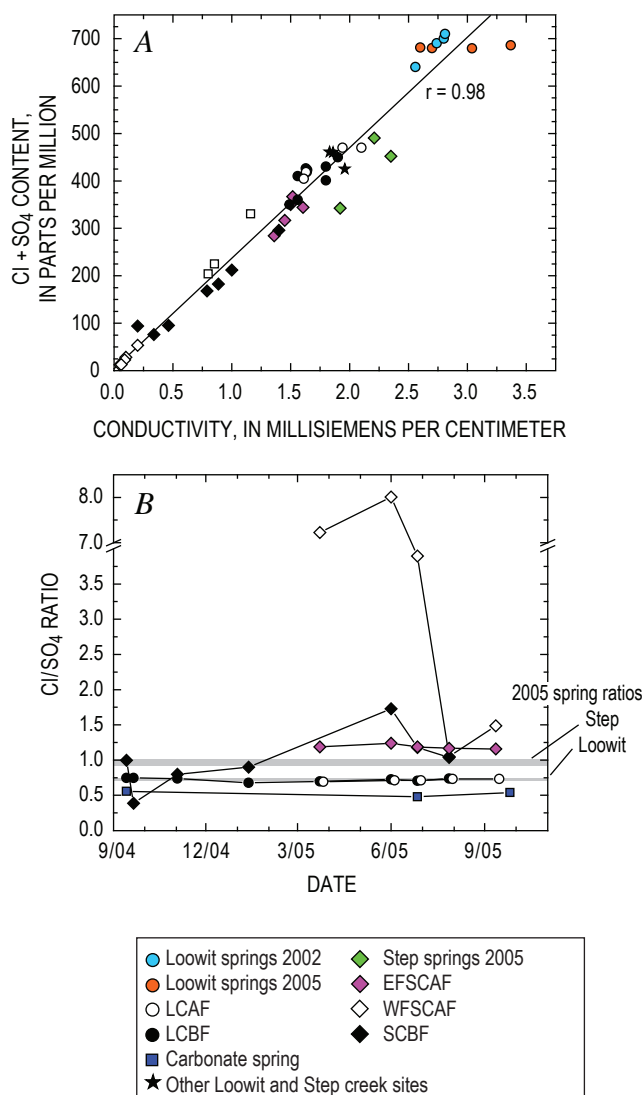 A
700
600
500
400
300
200
100
0
Cl + SO4 CONTENT,
IN PARTS PER MILLION
r = 0.98
0.0 0.5 1.0 1.5 2.0 2.5 3.0 3.5
CONDUCTIVITY, IN MILLISIEMENS PER CENTIMETER
B
8.0
7.0
3.5
2.5
2.0
1.5
1.0
0.5
0.0
Cl/SO4 RATIO
2005 spring ratios
Step
Loowit
9/04 12/04 3/05 6/05 9/05
DATE
Loowit springs 2002
Loowit springs 2005
LCAF
LCBF
Carbonate spring
Other Loowit and Step creek sites
Step springs 2005
EFSCAF
WFSCAF
SCBF